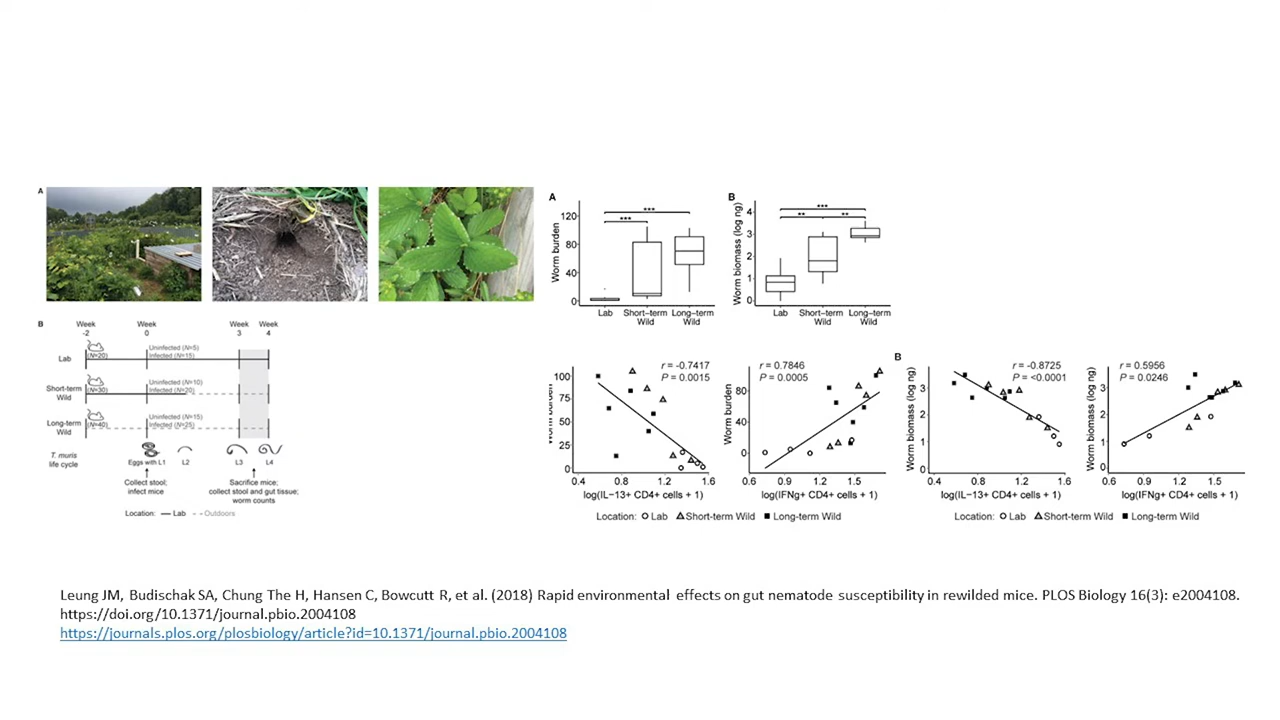 A
B
Week
-2
Week
0
Week
3
Week
4
Lab
(N=20)
Uninfected (N=5)
Infected (N=15)
Short-term
Wild
(N=30)
Uninfected (N=10)
Infected (N=20)
Long-term
Wild
(N=40)
Uninfected (N=15)
Infected (N=25)
T. muris
life cycle
Eggs with L1
L2
L3
L4
Collect stool;
infect mice
Sacrifice mice;
collect stool and gut tissue;
worm counts
Location: Lab Outdoors
A
Worm burden
120
80
40
0
***
***
Lab
Short−term
Wild
Long−term
Wild
B
Worm biomass (log ng)
4
3
2
1
0
***
** **
Lab
Short−term
Wild
Long−term
Wild
Worm burden
100
75
50
25
0
r = -0.7417
P = 0.0015
0.4 0.8 1.2 1.6
log(IL−13+ CD4+ cells + 1)
Worm burden
80
40
0
r = 0.7846
P = 0.0005
0.6 0.9 1.2 1.5
log(IFNg+ CD4+ cells + 1)
Location: Lab Short−term Wild Long−term Wild
B
Worm biomass (log ng)
3
2
1
0
r = -0.8725
P = <0.0001
0.4 0.8 1.2 1.6
log(IL−13+ CD4+ cells + 1)
Worm biomass (log ng)
3
2
1
0
r = 0.5956
P = 0.0246
0.6 0.9 1.2 1.5
log(IFNg+ CD4+ cells + 1)
Location: Lab Short−term Wild Long−term Wild
Leung JM, Budischak SA, Chung The H, Hansen C, Bowcutt R, et al. (2018) Rapid environmental effects on gut nematode susceptibility in rewilded mice. PLOS Biology 16(3): e2004108.
https://doi.org/10.1371/journal.pbio.2004108
https://journals.plos.org/plosbiology/article?id=10.1371/journal.pbio.2004108